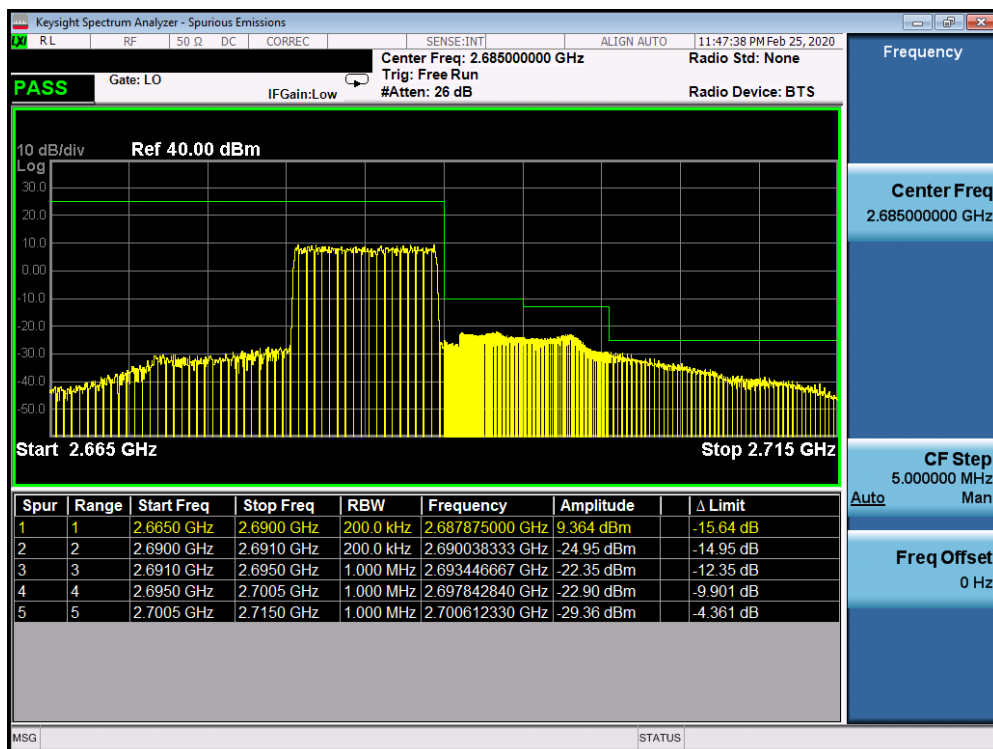 Keysight Spectrum Analyzer - Spurious Emissions
LXI RL RF 50 Ω DC CORREC SENSE:INT ALIGN AUTO 11:47:38 PM Feb 25, 2020
Center Freq: 2.685000000 GHz Radio Std: None
Gate: LO Trig: Free Run
PASS IFGain:Low #Atten: 26 dB Radio Device: BTS
Frequency
10 dB/div Ref 40.00 dBm
Log
30.0
20.0
10.0
0.00
-10.0
-20.0
-30.0
-40.0
-50.0
Start 2.665 GHz Stop 2.715 GHz
Spur Range Start Freq Stop Freq RBW Frequency Amplitude Δ Limit
1 1 2.6650 GHz 2.6900 GHz 200.0 kHz 2.687875000 GHz 9.364 dBm -15.64 dB
2 2 2.6900 GHz 2.6910 GHz 200.0 kHz 2.690038333 GHz -24.95 dBm -14.95 dB
3 3 2.6910 GHz 2.6950 GHz 1.000 MHz 2.693446667 GHz -22.35 dBm -12.35 dB
4 4 2.6950 GHz 2.7005 GHz 1.000 MHz 2.697842840 GHz -22.90 dBm -9.901 dB
5 5 2.7005 GHz 2.7150 GHz 1.000 MHz 2.700612330 GHz -29.36 dBm -4.361 dB
Center Freq
2.685000000 GHz
CF Step
5.000000 MHz
Auto Man
Freq Offset
0 Hz
MSG STATUS